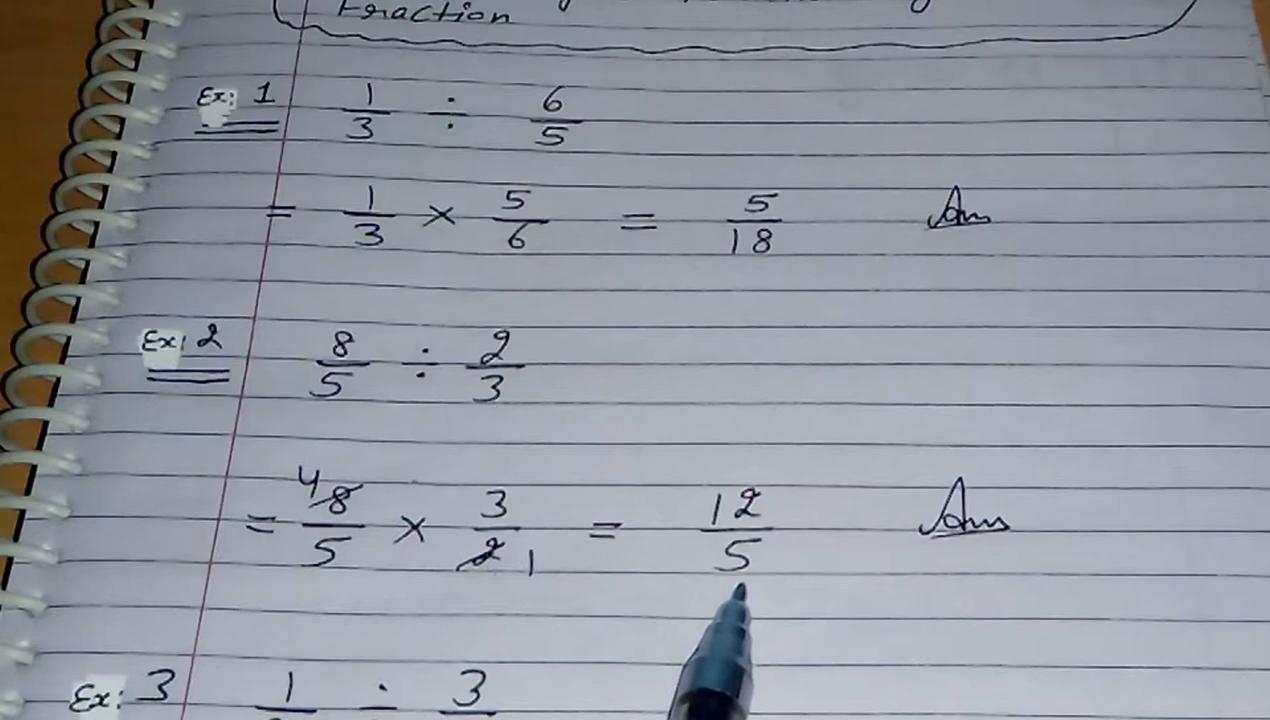 Fraction
Ex: 1 1/3 ÷ 6/5
= 1/3 × 5/6 = 5/18 Ans
Ex: 2 8/5 ÷ 2/3
= 4 8/5 × 3/2 1 = 12/5 Ans
Ex: 3 1 ÷ 3